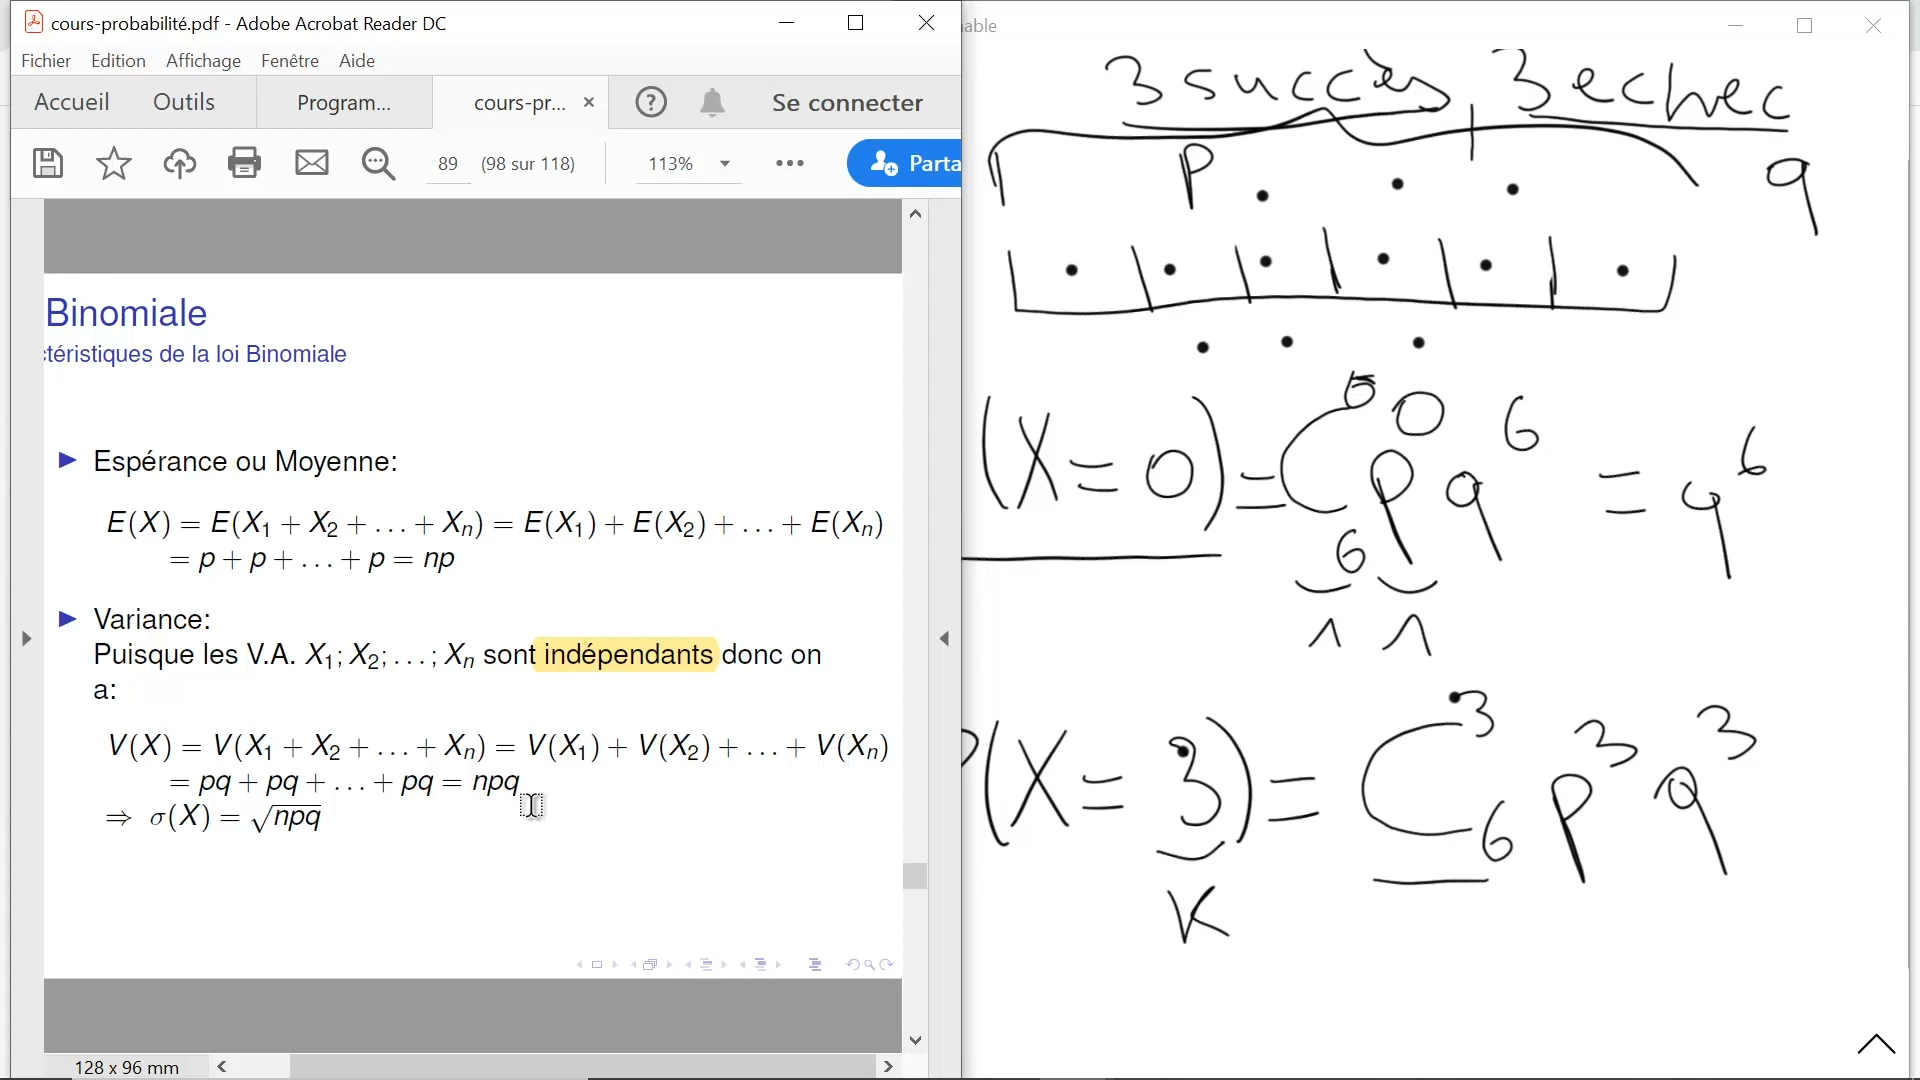 cours-probabilité.pdf - Adobe Acrobat Reader DC
Fichier Edition Affichage Fenêtre Aide
Accueil Outils Program... cours-pr... × ? Se connecter
89 (98 sur 118) 113% Parta
Binomiale
ctéristiques de la loi Binomiale
Espérance ou Moyenne:
E(X) = E(X₁ + X₂ + ... + Xₙ) = E(X₁) + E(X₂) + ... + E(Xₙ)
= p + p + ... + p = np
Variance:
Puisque les V.A. X₁; X₂; ...; Xₙ sont indépendants donc on
a:
V(X) = V(X₁ + X₂ + ... + Xₙ) = V(X₁) + V(X₂) + ... + V(Xₙ)
= pq + pq + ... + pq = npq
⇒ σ(X) = √npq
128 x 96 mm
able
3 succès 3 echec
p q
(X = 0) = C₆⁰ p⁰ q⁶ = q⁶
1 1
P(X = 3) = C₆³ p³ q³
K